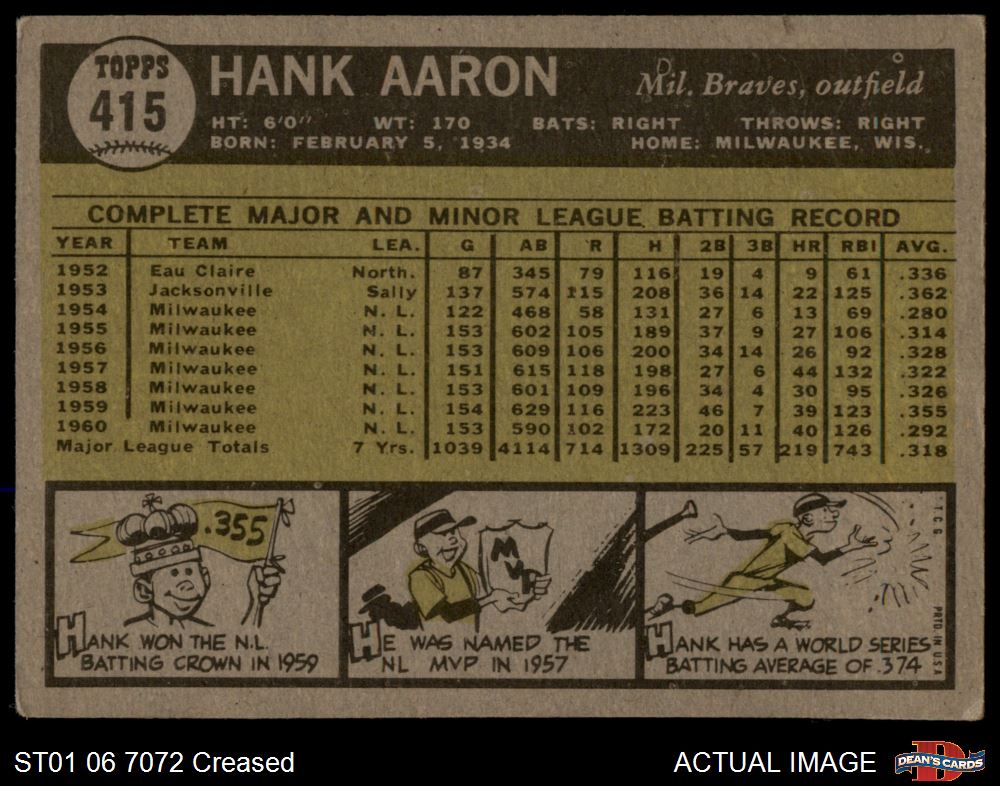 TOPPS
415
HANK AARON
Mil. Braves, outfield
HT: 6'0" WT: 170 BATS: RIGHT THROWS: RIGHT
BORN: FEBRUARY 5, 1934 HOME: MILWAUKEE, WIS.
COMPLETE MAJOR AND MINOR LEAGUE BATTING RECORD
YEAR TEAM LEA. G AB R H 2B 3B HR RBI AVG.
1952 Eau Claire North. 87 345 79 116 19 4 9 61 .336
1953 Jacksonville Sally 137 574 115 208 36 14 22 125 .362
1954 Milwaukee N. L. 122 468 58 131 27 6 13 69 .280
1955 Milwaukee N. L. 153 602 105 189 37 9 27 106 .314
1956 Milwaukee N. L. 153 609 106 200 34 14 26 92 .328
1957 Milwaukee N. L. 151 615 118 198 27 6 44 132 .322
1958 Milwaukee N. L. 153 601 109 196 34 4 30 95 .326
1959 Milwaukee N. L. 154 629 116 223 46 7 39 123 .355
1960 Milwaukee N. L. 153 590 102 172 20 11 40 126 .292
Major League Totals 7 Yrs. 1039 4114 714 1309 225 57 219 743 .318
.355
HANK WON THE N.L.
BATTING CROWN IN 1959
MVP
HE WAS NAMED THE
NL MVP IN 1957
HANK HAS A WORLD SERIES
BATTING AVERAGE OF .374
T.C.G. PRTD IN U.S.A.
ST01 06 7072 Creased
ACTUAL IMAGE
DEAN'S CARDS